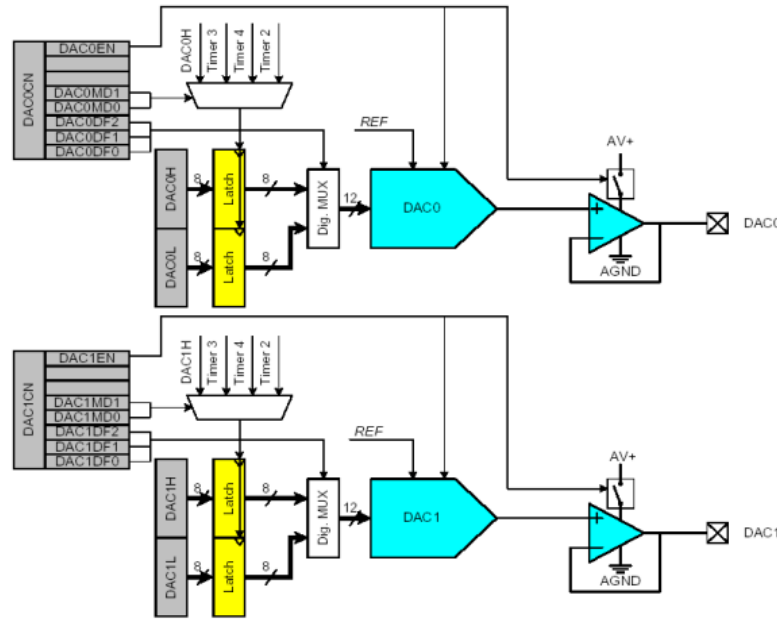 DAC0CN
DAC0EN
DAC0MD1
DAC0MD0
DAC0DF2
DAC0DF1
DAC0DF0
DAC0H
Timer 3
Timer 4
Timer 2
REF
AV+
DAC0H
8
Latch
8
Dig. MUX
12
DAC0
+
−
DAC0
DAC0L
8
Latch
8
AGND
DAC1CN
DAC1EN
DAC1MD1
DAC1MD0
DAC1DF2
DAC1DF1
DAC1DF0
DAC1H
Timer 3
Timer 4
Timer 2
REF
AV+
DAC1H
8
Latch
8
Dig. MUX
12
DAC1
+
−
DAC1
DAC1L
8
Latch
8
AGND